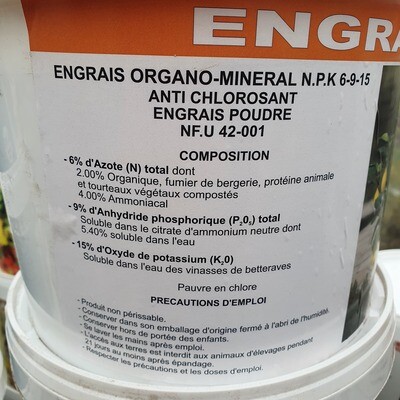 ENGRA
ENGRAIS ORGANO-MINERAL N.P.K 6-9-15
ANTI CHLOROSANT
ENGRAIS POUDRE
NF.U 42-001
COMPOSITION
- 6% d'Azote (N) total dont
2.00% Organique, fumier de bergerie, protéine animale
et tourteaux végétaux compostés
4.00% Ammoniacal
- 9% d'Anhydride phosphorique (P₂0₅) total
Soluble dans le citrate d'ammonium neutre dont
5.40% soluble dans l'eau
- 15% d'Oxyde de potassium (K₂0)
Soluble dans l'eau des vinasses de betteraves
Pauvre en chlore
PRECAUTIONS D'EMPLOI
- Produit non périssable.
- Conserver dans son emballage d'origine fermé à l'abri de l'humidité.
- Conserver hors de portée des enfants.
- Se laver les mains après emploi.
- L'accès aux terres est interdit aux animaux d'élevages pendant
21 jours au moins après épandage.
- Respecter les précautions et les doses d'emploi.